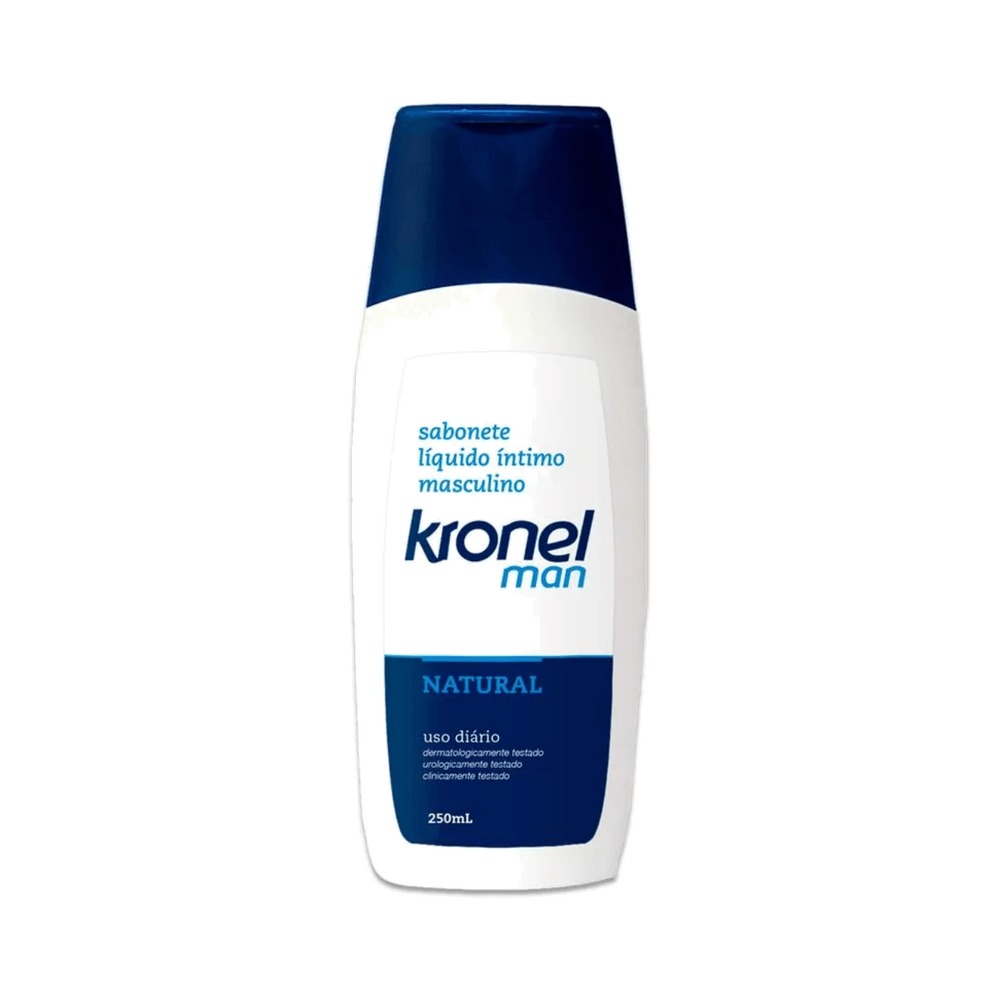 sabonete
líquido íntimo
masculino
kronel
man
NATURAL
uso diário
dermatologicamente testado
urologicamente testado
clinicamente testado
250mL